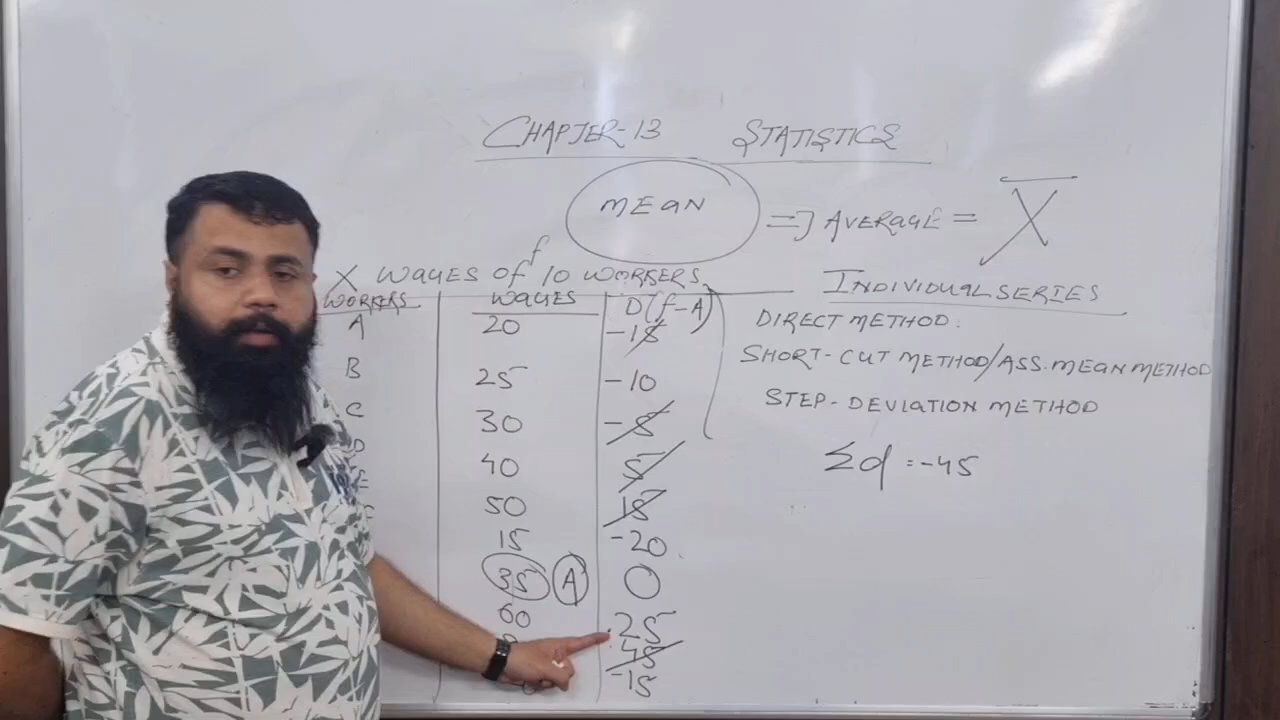 CHAPTER-13 STATISTICS
MEAN => AVERAGE = X̄
X WAGES OF 10 WORKERS
f
INDIVIDUAL SERIES
WORKERS WAGES D(f-A)
DIRECT METHOD:
A 20 -15
SHORT-CUT METHOD/ASS. MEAN METHOD
B 25 -10
STEP-DEVIATION METHOD
C 30 -5
D 40 5
Σd = -45
E 50 15
15 -20
35 A 0
60 25
45
-15